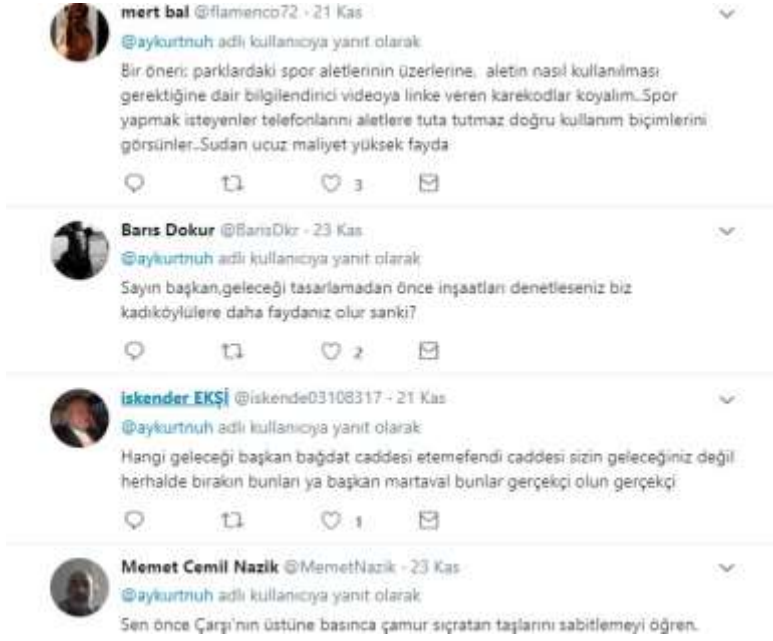 mert bal @flamenco72 - 21 Kas
@aykurtnuh adlı kullanıcıya yanıt olarak
Bir öneri; parklardaki spor aletlerinin üzerlerine, aletin nasıl kullanılması
gerektiğine dair bilgilendirici videoya linke veren karekodlar koyalım..Spor
yapmak isteyenler telefonlarını aletlere tuta tutmaz doğru kullanım biçimlerini
görsünler..Sudan ucuz maliyet yüksek fayda
3
Barıs Dokur @BarisDkr - 23 Kas
@aykurtnuh adlı kullanıcıya yanıt olarak
Sayın başkan,geleceği tasarlamadan önce inşaatları denetleseniz biz
kadıköylülere daha faydanız olur sanki?
2
iskender EKŞİ @iskende03108317 - 21 Kas
@aykurtnuh adlı kullanıcıya yanıt olarak
Hangi geleceği başkan bağdat caddesi etemefendi caddesi sizin geleceğiniz değil
herhalde bırakın bunları ya başkan martaval bunlar gerçekçi olun gerçekçi
1
Memet Cemil Nazik @MemetNazik - 23 Kas
@aykurtnuh adlı kullanıcıya yanıt olarak
Sen önce Çarşı'nın üstüne basınca çamur sıçratan taşlarını sabitlemeyi öğren.